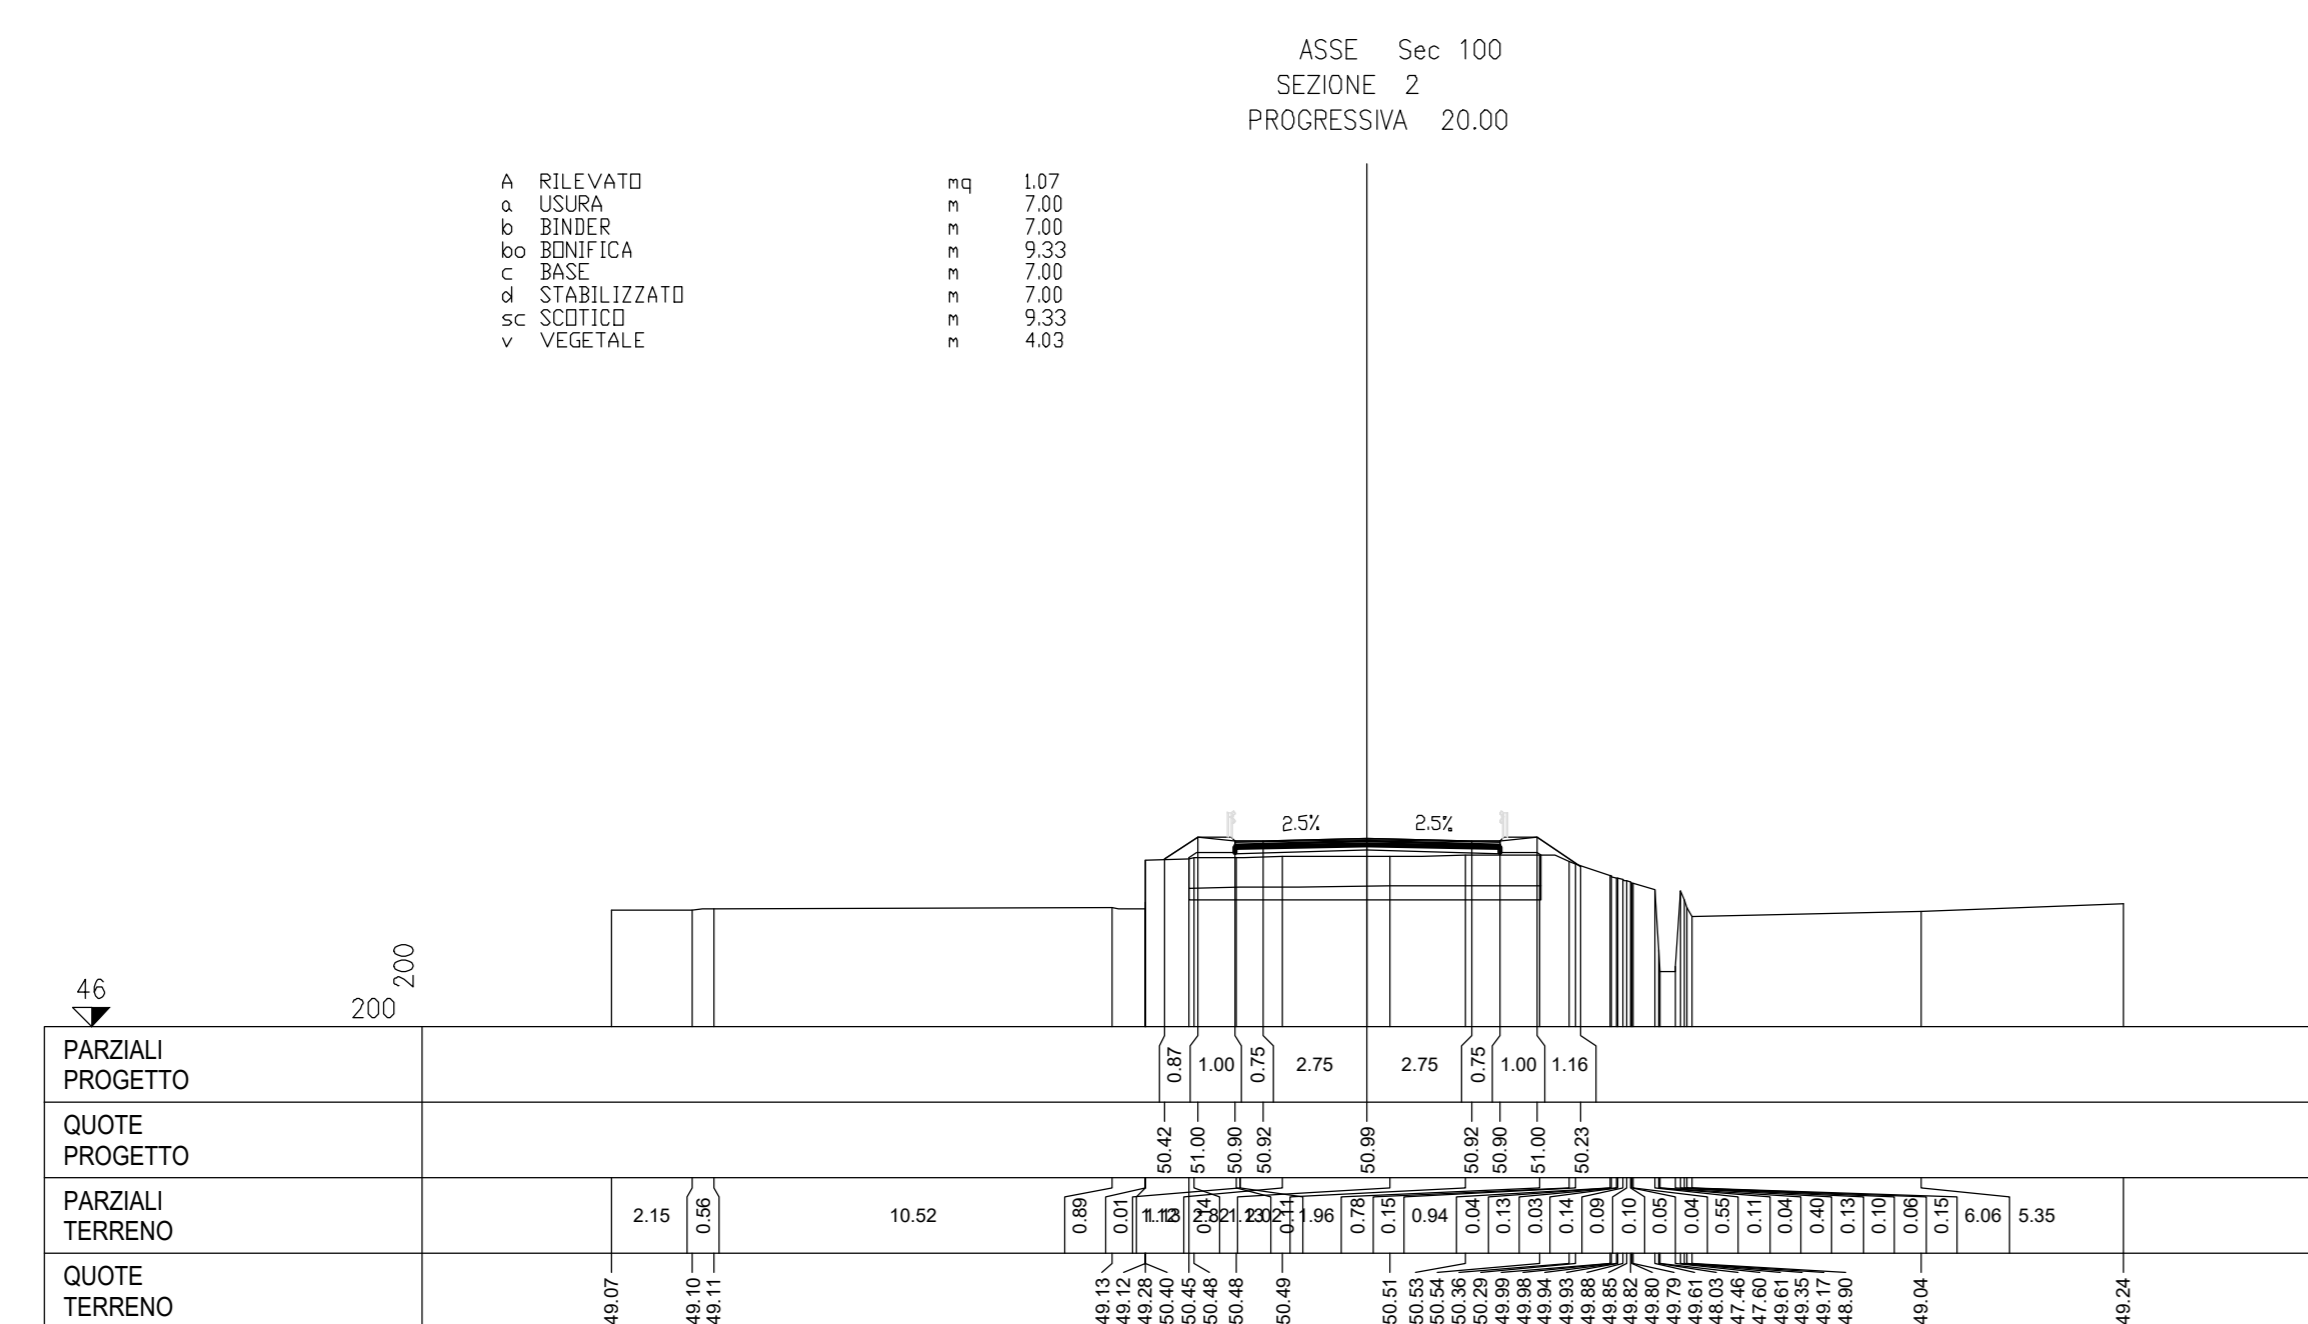 ASSE Sec 100
SEZIONE 2
PROGRESSIVA 20.00
A RILEVATO mq 1.07
a USURA m 7.00
b BINDER m 7.00
bo BONIFICA m 9.33
c BASE m 7.00
d STABILIZZATO m 7.00
sc SCOTICO m 9.33
v VEGETALE m 4.03
2.5% 2.5%
46
200
200
PARZIALI
PROGETTO
0.87 1.00 0.75 2.75 2.75 0.75 1.00 1.16
QUOTE
PROGETTO
50.42 51.00 50.90 50.92 50.99 50.92 50.90 51.00 50.23
PARZIALI
TERRENO
2.15 0.56 10.52 0.89 0.01 0.11 1.96 0.78 0.15 0.94 0.04 0.13 0.03 0.14 0.09 0.10 0.05 0.04 0.55 0.11 0.04 0.40 0.13 0.10 0.06 0.15 6.06 5.35
QUOTE
TERRENO
49.07 49.10 49.11 49.13 49.12 49.28 50.40 50.45 50.48 50.48 50.49 50.51 50.53 50.54 50.36 50.29 49.99 49.98 49.94 49.93 49.88 49.85 49.82 49.80 49.79 49.61 48.03 47.46 47.60 49.61 49.35 49.17 48.90 49.04 49.24